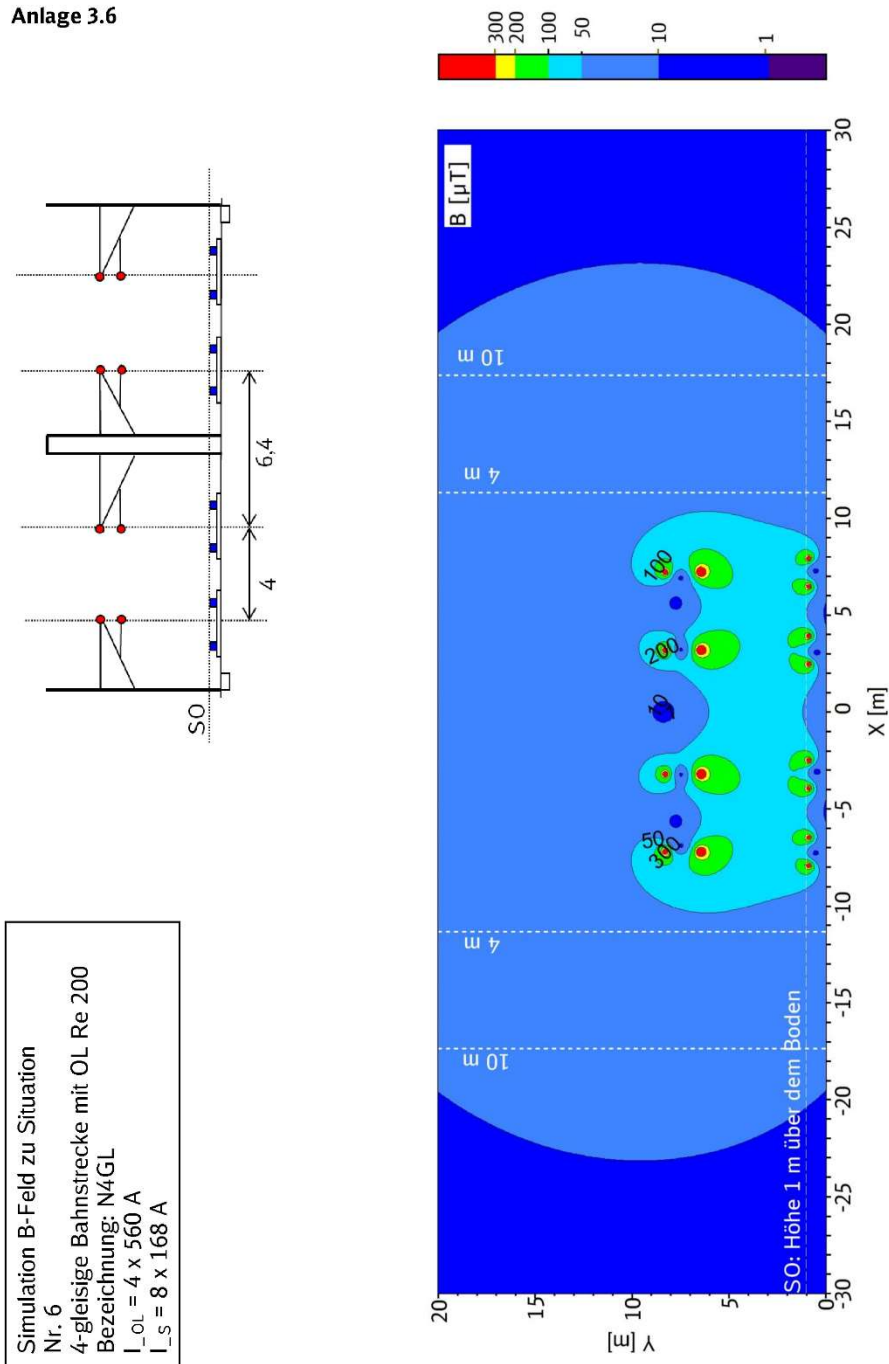 Anlage 3.6
Simulation B-Feld zu Situation
Nr. 6
4-gleisige Bahnstrecke mit OL Re 200
Bezeichnung: N4GL
I_OL = 4 x 560 A
I_S = 8 x 168 A
SO
4
6,4
B [µT]
300
200
100
50
10
1
10 m
4 m
4 m
10 m
50
300
10
200
100
SO: Höhe 1 m über dem Boden
Y [m]
20
15
10
5
0
-30
-25
-20
-15
-10
-5
0
5
10
15
20
25
30
X [m]